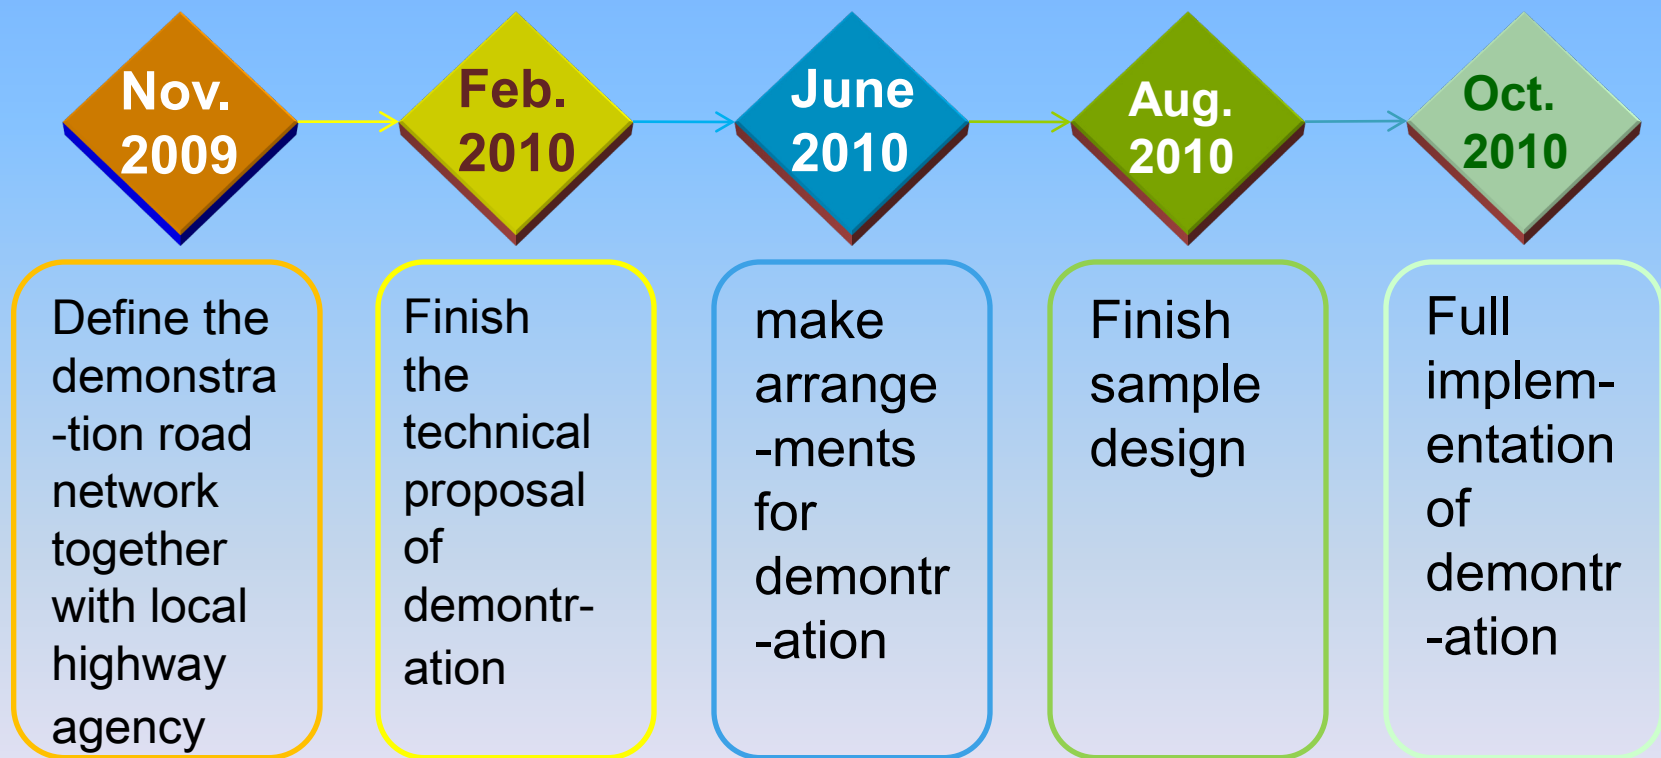 Nov.
2009
Feb.
2010
June
2010
Aug.
2010
Oct.
2010
Define the
demonstra
-tion road
network
together
with local
highway
agency
Finish
the
technical
proposal
of
demontr-
ation
make
arrange
-ments
for
demontr
-ation
Finish
sample
design
Full
implem-
entation
of
demontr
-ation